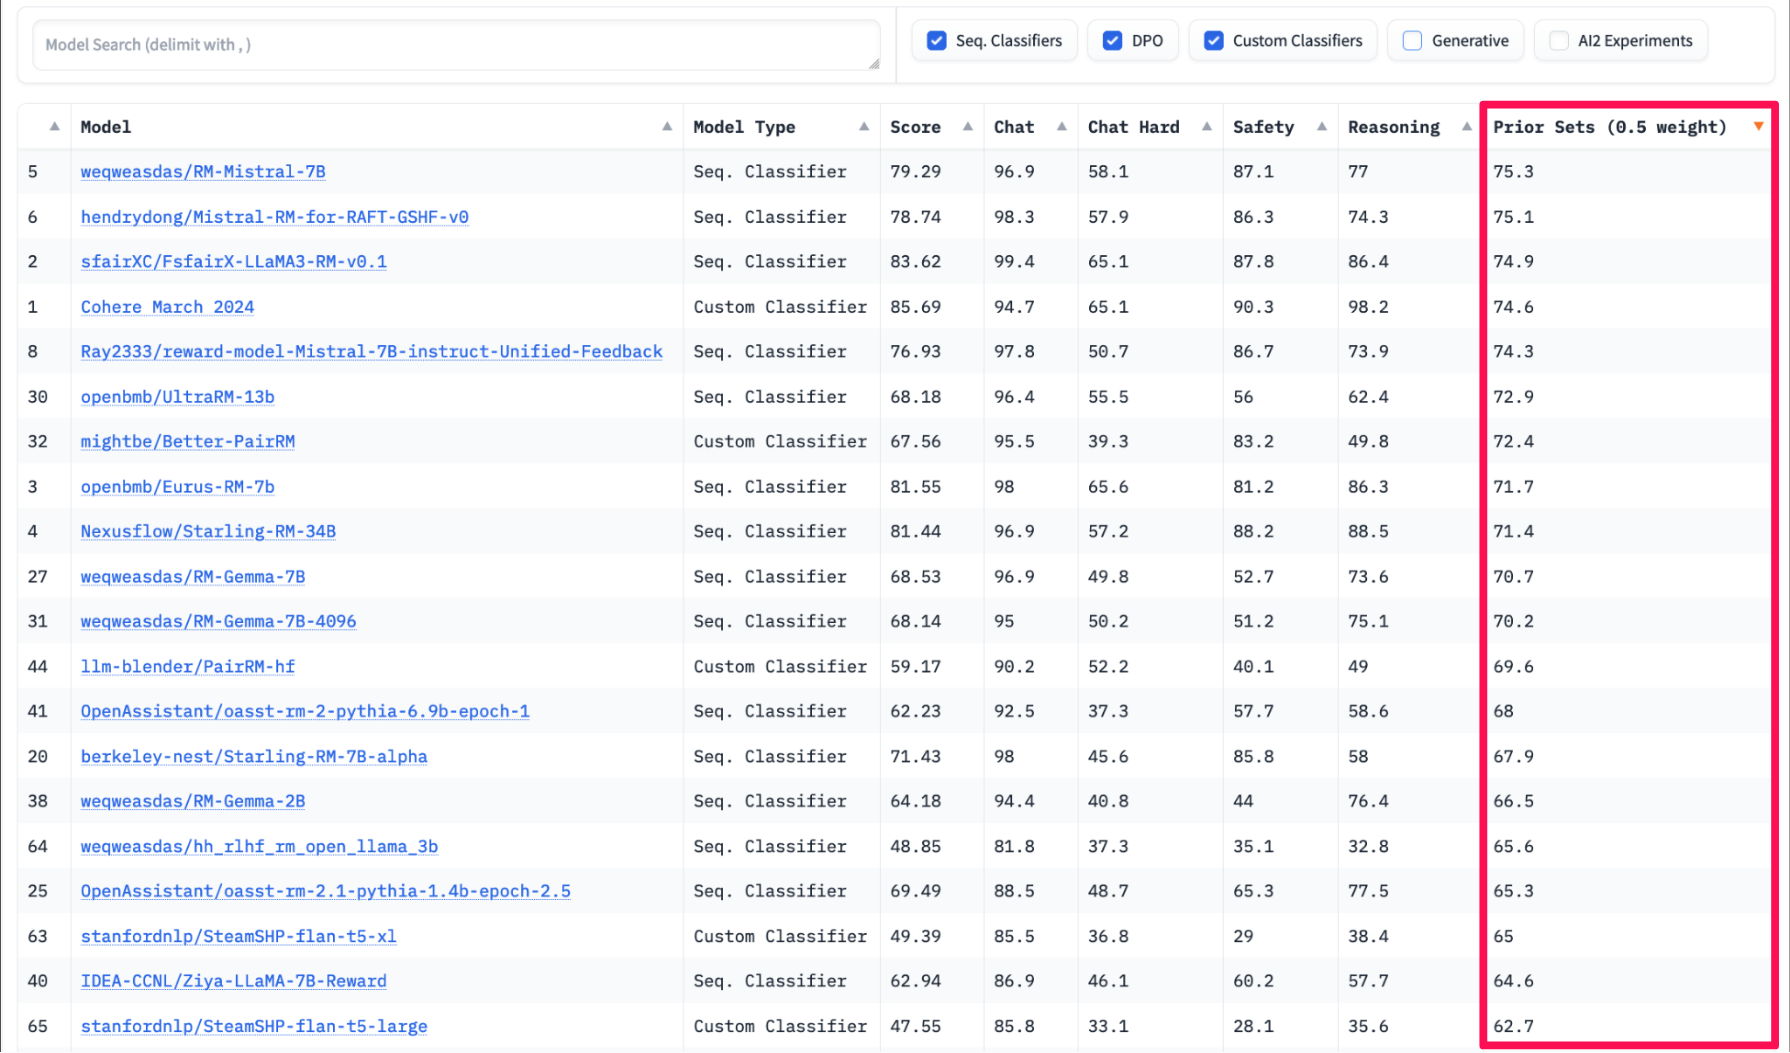 Model Search (delimit with , )
Seq. Classifiers DPO Custom Classifiers Generative AI2 Experiments
Model Model Type Score Chat Chat Hard Safety Reasoning Prior Sets (0.5 weight)
5 weqweasdas/RM-Mistral-7B Seq. Classifier 79.29 96.9 58.1 87.1 77 75.3
6 hendrydong/Mistral-RM-for-RAFT-GSHF-v0 Seq. Classifier 78.74 98.3 57.9 86.3 74.3 75.1
2 sfairXC/FsfairX-LLaMA3-RM-v0.1 Seq. Classifier 83.62 99.4 65.1 87.8 86.4 74.9
1 Cohere March 2024 Custom Classifier 85.69 94.7 65.1 90.3 98.2 74.6
8 Ray2333/reward-model-Mistral-7B-instruct-Unified-Feedback Seq. Classifier 76.93 97.8 50.7 86.7 73.9 74.3
30 openbmb/UltraRM-13b Seq. Classifier 68.18 96.4 55.5 56 62.4 72.9
32 mightbe/Better-PairRM Custom Classifier 67.56 95.5 39.3 83.2 49.8 72.4
3 openbmb/Eurus-RM-7b Seq. Classifier 81.55 98 65.6 81.2 86.3 71.7
4 Nexusflow/Starling-RM-34B Seq. Classifier 81.44 96.9 57.2 88.2 88.5 71.4
27 weqweasdas/RM-Gemma-7B Seq. Classifier 68.53 96.9 49.8 52.7 73.6 70.7
31 weqweasdas/RM-Gemma-7B-4096 Seq. Classifier 68.14 95 50.2 51.2 75.1 70.2
44 llm-blender/PairRM-hf Custom Classifier 59.17 90.2 52.2 40.1 49 69.6
41 OpenAssistant/oasst-rm-2-pythia-6.9b-epoch-1 Seq. Classifier 62.23 92.5 37.3 57.7 58.6 68
20 berkeley-nest/Starling-RM-7B-alpha Seq. Classifier 71.43 98 45.6 85.8 58 67.9
38 weqweasdas/RM-Gemma-2B Seq. Classifier 64.18 94.4 40.8 44 76.4 66.5
64 weqweasdas/hh_rlhf_rm_open_llama_3b Seq. Classifier 48.85 81.8 37.3 35.1 32.8 65.6
25 OpenAssistant/oasst-rm-2.1-pythia-1.4b-epoch-2.5 Seq. Classifier 69.49 88.5 48.7 65.3 77.5 65.3
63 stanfordnlp/SteamSHP-flan-t5-xl Custom Classifier 49.39 85.5 36.8 29 38.4 65
40 IDEA-CCNL/Ziya-LLaMA-7B-Reward Seq. Classifier 62.94 86.9 46.1 60.2 57.7 64.6
65 stanfordnlp/SteamSHP-flan-t5-large Custom Classifier 47.55 85.8 33.1 28.1 35.6 62.7